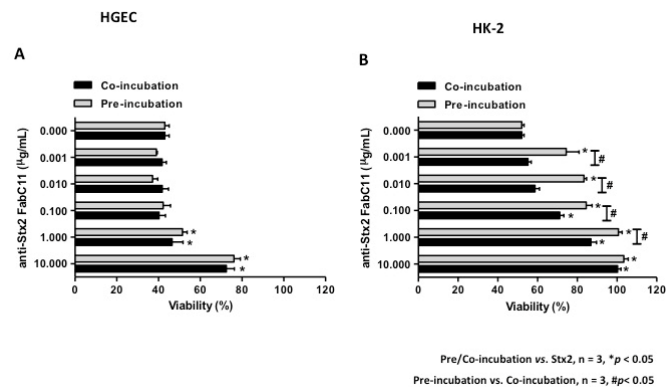 HGEC
A
Co-incubation
Pre-incubation
anti-Stx2 FabC11 (µg/mL)
0.000
0.001
0.010
0.100
1.000
10.000
*
*
*
*
0 20 40 60 80 100 120
Viability (%)
HK-2
B
Co-incubation
Pre-incubation
anti-Stx2 FabC11 (µg/mL)
0.000
0.001
0.010
0.100
1.000
10.000
* #
* #
* #
*
* #
*
*
*
0 20 40 60 80 100 120
Viability (%)
Pre/Co-incubation vs. Stx2, n = 3, *p < 0.05
Pre-incubation vs. Co-incubation, n = 3, #p< 0.05